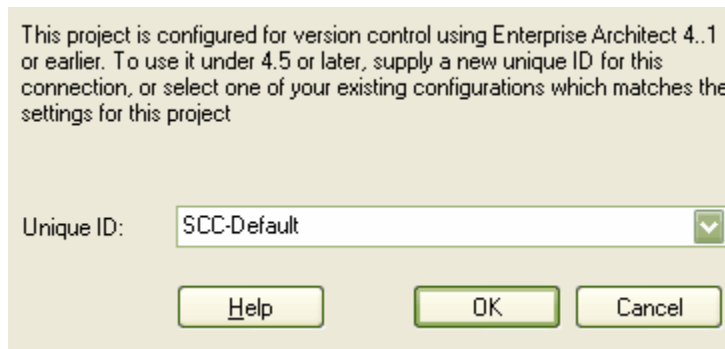 This project is configured for version control using Enterprise Architect 4..1
or earlier. To use it under 4.5 or later, supply a new unique ID for this
connection, or select one of your existing configurations which matches the
settings for this project
Unique ID: SCC-Default
Help OK Cancel